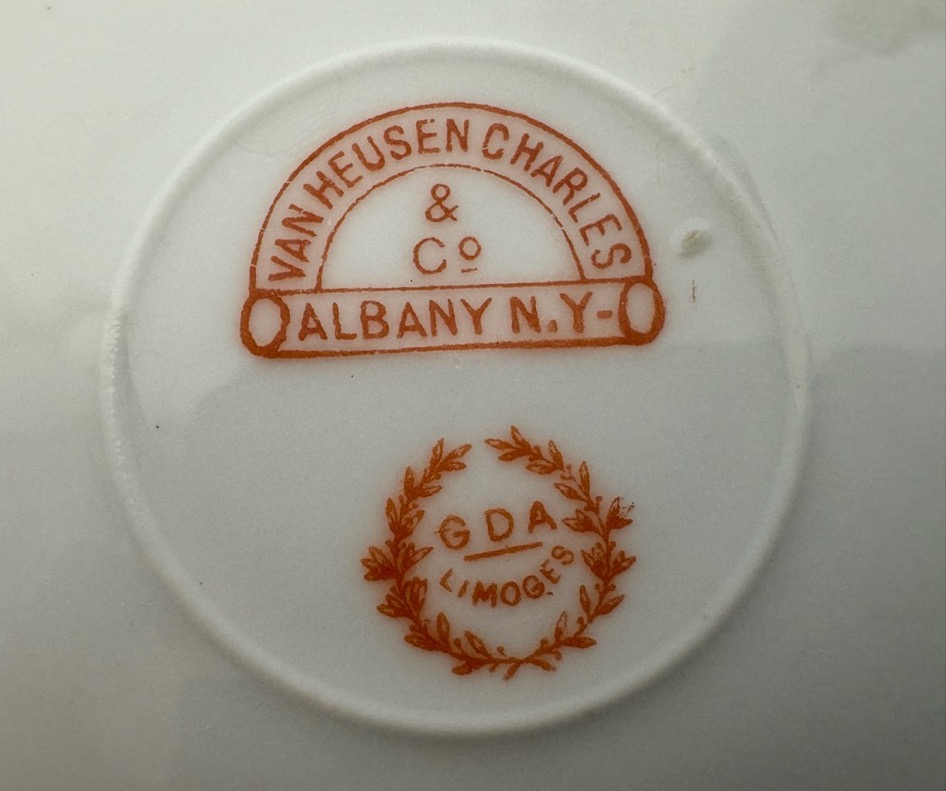 VAN HEUSEN CHARLES
&
Cº
ALBANY N.Y-
GDA
LIMOGES